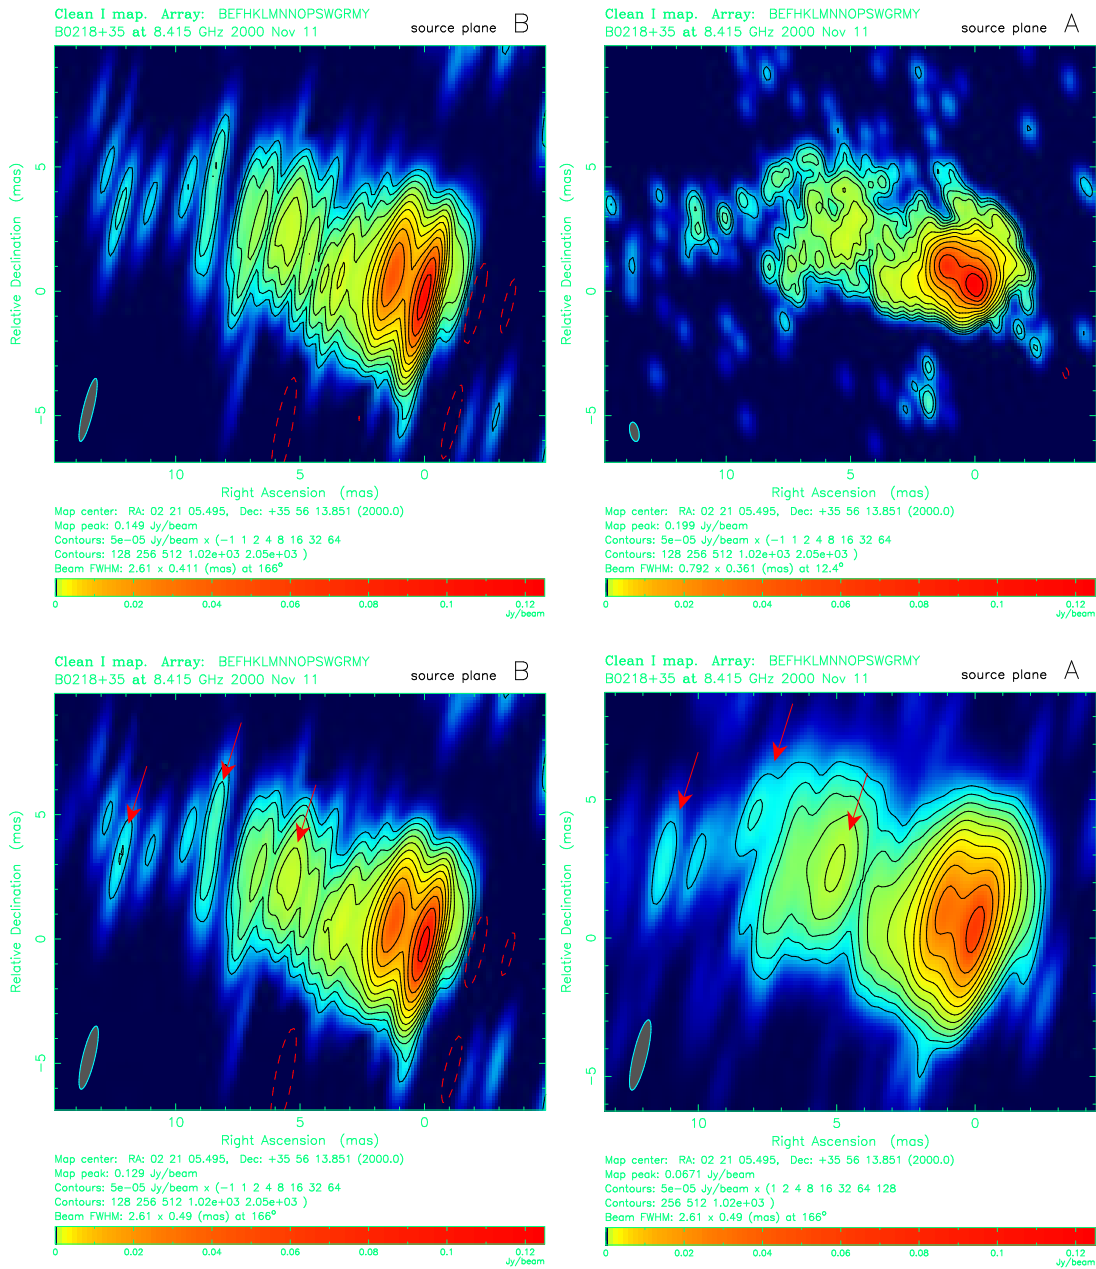 Clean I map. Array: BEFHKLMNNOPSWGRMY
B0218+35 at 8.415 GHz 2000 Nov 11
source plane B
5
0
−5
Relative Declination (mas)
10 5 0
Right Ascension (mas)
Map center: RA: 02 21 05.495, Dec: +35 56 13.851 (2000.0)
Map peak: 0.149 Jy/beam
Contours: 5e−05 Jy/beam x (−1 1 2 4 8 16 32 64
Contours: 128 256 512 1.02e+03 2.05e+03 )
Beam FWHM: 2.61 x 0.411 (mas) at 166°
0 0.02 0.04 0.06 0.08 0.1 0.12
Jy/beam
Clean I map. Array: BEFHKLMNNOPSWGRMY
B0218+35 at 8.415 GHz 2000 Nov 11
source plane A
5
0
−5
Relative Declination (mas)
10 5 0
Right Ascension (mas)
Map center: RA: 02 21 05.495, Dec: +35 56 13.851 (2000.0)
Map peak: 0.199 Jy/beam
Contours: 5e−05 Jy/beam x (−1 1 2 4 8 16 32 64
Contours: 128 256 512 1.02e+03 2.05e+03 )
Beam FWHM: 0.792 x 0.361 (mas) at 12.4°
0 0.02 0.04 0.06 0.08 0.1 0.12
Jy/beam
Clean I map. Array: BEFHKLMNNOPSWGRMY
B0218+35 at 8.415 GHz 2000 Nov 11
source plane B
5
0
−5
Relative Declination (mas)
10 5 0
Right Ascension (mas)
Map center: RA: 02 21 05.495, Dec: +35 56 13.851 (2000.0)
Map peak: 0.129 Jy/beam
Contours: 5e−05 Jy/beam x (−1 1 2 4 8 16 32 64
Contours: 128 256 512 1.02e+03 2.05e+03 )
Beam FWHM: 2.61 x 0.49 (mas) at 166°
0 0.02 0.04 0.06 0.08 0.1 0.12
Jy/beam
Clean I map. Array: BEFHKLMNNOPSWGRMY
B0218+35 at 8.415 GHz 2000 Nov 11
source plane A
5
0
−5
Relative Declination (mas)
10 5 0
Right Ascension (mas)
Map center: RA: 02 21 05.495, Dec: +35 56 13.851 (2000.0)
Map peak: 0.0671 Jy/beam
Contours: 5e−05 Jy/beam x (1 2 4 8 16 32 64 128
Contours: 256 512 1.02e+03 )
Beam FWHM: 2.61 x 0.49 (mas) at 166°
0 0.02 0.04 0.06 0.08 0.1 0.12
Jy/beam